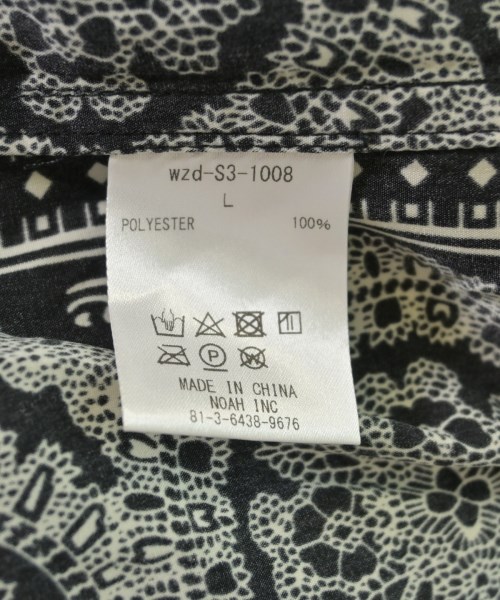 wzd-S3-1008
L
POLYESTER 100%
P W
MADE IN CHINA
NOAH INC
81-3-6438-9676